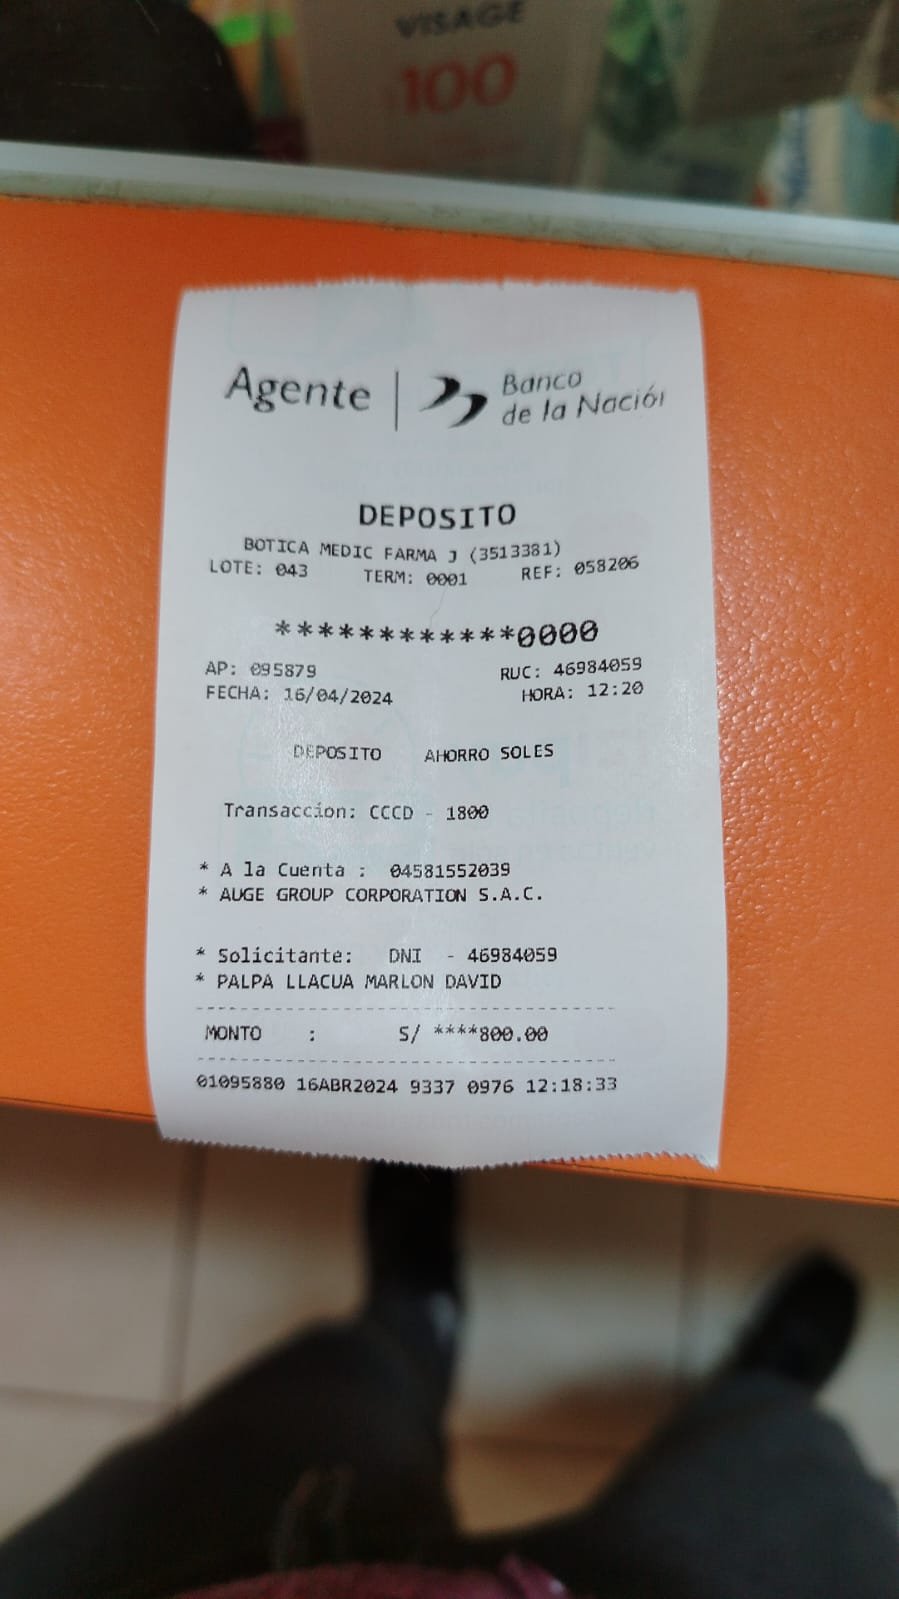 VISAGE
100
Agente | Banco
de la Nación
DEPOSITO
BOTICA MEDIC FARMA J (3513381)
LOTE: 043 TERM: 0001 REF: 058206
************0000
AP: 095879 RUC: 46984059
FECHA: 16/04/2024 HORA: 12:20
DEPOSITO AHORRO SOLES
Transaccion: CCCD - 1800
* A la Cuenta : 04581552039
* AUGE GROUP CORPORATION S.A.C.
* Solicitante: DNI - 46984059
* PALPA LLACUA MARLON DAVID
MONTO : S/ ****800.00
01095880 16ABR2024 9337 0976 12:18:33